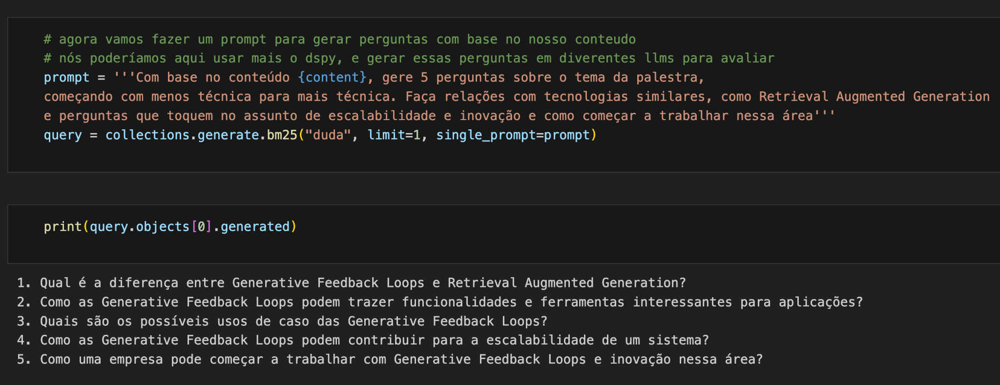 # agora vamos fazer um prompt para gerar perguntas com base no nosso conteudo
# nós poderíamos aqui usar mais o dspy, e gerar essas perguntas em diverentes llms para avaliar
prompt = '''Com base no conteúdo {content}, gere 5 perguntas sobre o tema da palestra,
começando com menos técnica para mais técnica. Faça relações com tecnologias similares, como Retrieval Augmented Generation
e perguntas que toquem no assunto de escalabilidade e inovação e como começar a trabalhar nessa área'''
query = collections.generate.bm25("duda", limit=1, single_prompt=prompt)
print(query.objects[0].generated)
1. Qual é a diferença entre Generative Feedback Loops e Retrieval Augmented Generation?
2. Como as Generative Feedback Loops podem trazer funcionalidades e ferramentas interessantes para aplicações?
3. Quais são os possíveis usos de caso das Generative Feedback Loops?
4. Como as Generative Feedback Loops podem contribuir para a escalabilidade de um sistema?
5. Como uma empresa pode começar a trabalhar com Generative Feedback Loops e inovação nessa área?